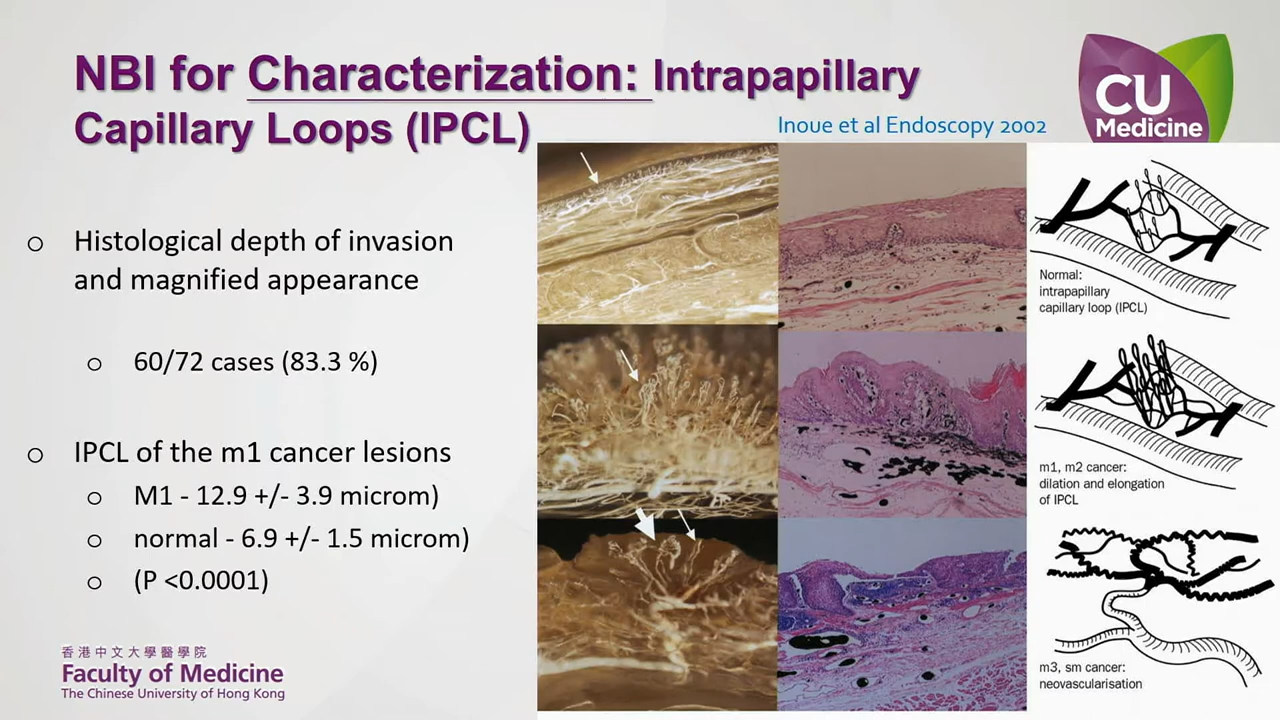 NBI for Characterization: Intrapapillary
Capillary Loops (IPCL)
Inoue et al Endoscopy 2002
CU
Medicine
o Histological depth of invasion
and magnified appearance
o 60/72 cases (83.3 %)
o IPCL of the m1 cancer lesions
o M1 - 12.9 +/- 3.9 microm)
o normal - 6.9 +/- 1.5 microm)
o (P <0.0001)
Normal:
intrapapillary
capillary loop (IPCL)
m1, m2 cancer:
dilation and elongation
of IPCL
m3, sm cancer:
neovascularisation
香港中文大學醫學院
Faculty of Medicine
The Chinese University of Hong Kong